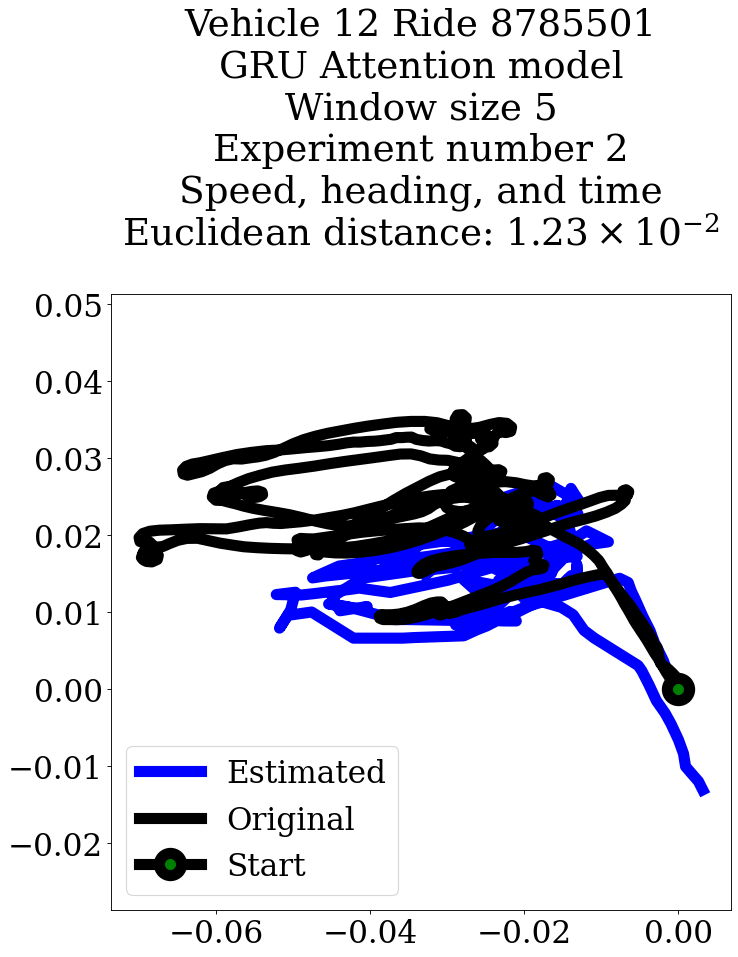 Vehicle 12 Ride 8785501
GRU Attention model
Window size 5
Experiment number 2
Speed, heading, and time
Euclidean distance: 1.23 × 10⁻²
0.05
0.04
0.03
0.02
0.01
0.00
−0.01
−0.02
Estimated
Original
Start
−0.06 −0.04 −0.02 0.00